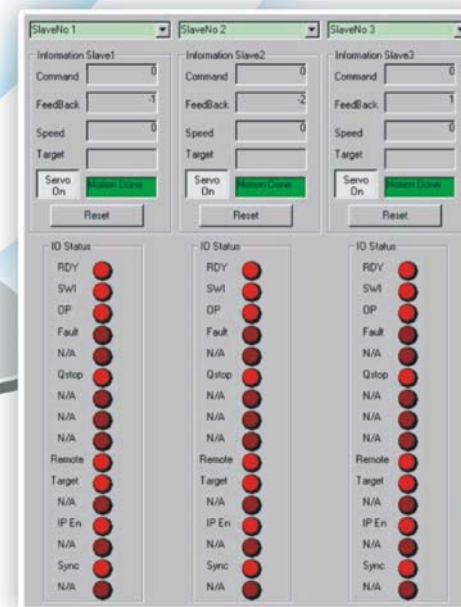 SlaveNo 1
Information Slave1
Command 0
FeedBack -1
Speed 0
Target
Servo On Motion Done
Reset
IO Status
RDY
SWI
OP
Fault
N/A
Qstop
N/A
N/A
N/A
Remote
Target
N/A
IP En
N/A
Sync
N/A
SlaveNo 2
Information Slave2
Command 0
FeedBack -2
Speed 0
Target
Servo On Motion Done
Reset
IO Status
RDY
SWI
OP
Fault
N/A
Qstop
N/A
N/A
N/A
Remote
Target
N/A
IP En
N/A
Sync
N/A
SlaveNo 3
Information Slave3
Command 0
FeedBack 1
Speed 0
Target
Servo On Motion Done
Reset
IO Status
RDY
SWI
OP
Fault
N/A
Qstop
N/A
N/A
N/A
Remote
Target
N/A
IP En
N/A
Sync
N/A